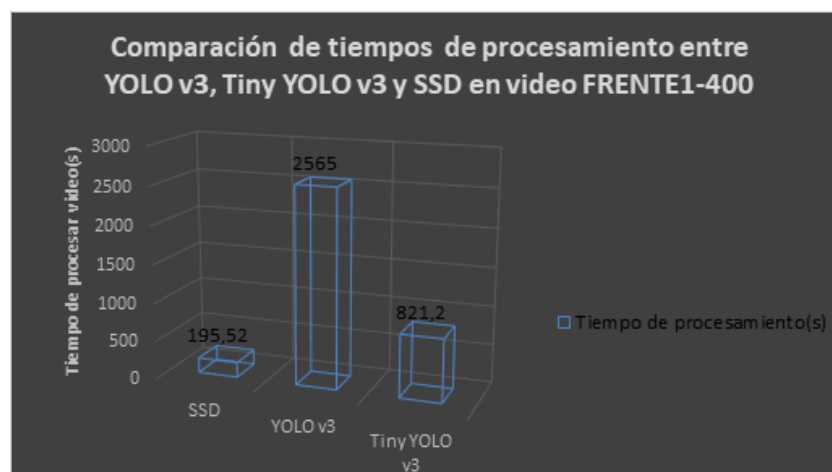 Comparación de tiempos de procesamiento entre
YOLO v3, Tiny YOLO v3 y SSD en video FRENTE1-400
Tiempo de procesar video(s)
3000
2500
2000
1500
1000
500
0
195,52
2565
821,2
SSD
YOLO v3
Tiny YOLO
v3
Tiempo de procesamiento(s)